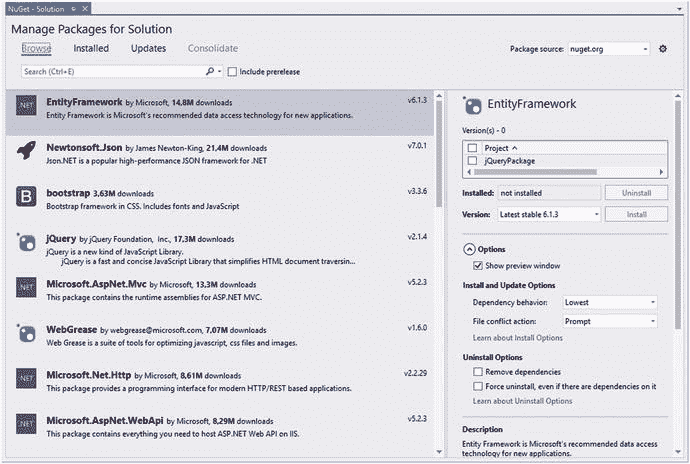 NuGet - Solution
Manage Packages for Solution
Browse Installed Updates Consolidate
Package source: nuget.org
Search (Ctrl+E) Include prerelease
.NET
EntityFramework by Microsoft, 14,8M downloads v6.1.3
Entity Framework is Microsoft's recommended data access technology for new applications.
Newtonsoft.Json by James Newton-King, 21,4M downloads v7.0.1
Json.NET is a popular high-performance JSON framework for .NET
B
bootstrap 3,63M downloads v3.3.6
Bootstrap framework in CSS. Includes fonts and JavaScript
jQuery by jQuery Foundation, Inc., 17,3M downloads v2.1.4
jQuery is a new kind of JavaScript Library.
jQuery is a fast and concise JavaScript Library that simplifies HTML document traversin...
.NET
Microsoft.AspNet.Mvc by Microsoft, 13,3M downloads v5.2.3
This package contains the runtime assemblies for ASP.NET MVC.
WebGrease by webgrease@microsoft.com, 7,07M downloads v1.6.0
Web Grease is a suite of tools for optimizing javascript, css files and images.
.NET
Microsoft.Net.Http by Microsoft, 8,61M downloads v2.2.29
This package provides a programming interface for modern HTTP/REST based applications.
.NET
Microsoft.AspNet.WebApi by Microsoft, 8,29M downloads v5.2.3
This package contains everything you need to host ASP.NET Web API on IIS.
EntityFramework
Version(s) - 0
Project
jQueryPackage
Installed: not installed Uninstall
Version: Latest stable 6.1.3 Install
Options
Show preview window
Install and Update Options
Dependency behavior: Lowest
File conflict action: Prompt
Learn about Install Options
Uninstall Options
Remove dependencies
Force uninstall, even if there are dependencies on it
Learn about Uninstall Options
Description
Entity Framework is Microsoft's recommended data access
technology for new applications.